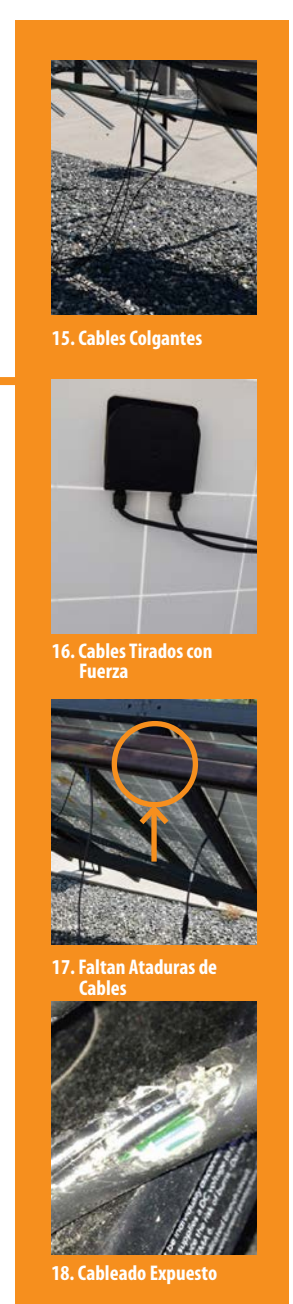 15. Cables Colgantes
16. Cables Tirados con
Fuerza
17. Faltan Ataduras de
Cables
18. Cableado Expuesto